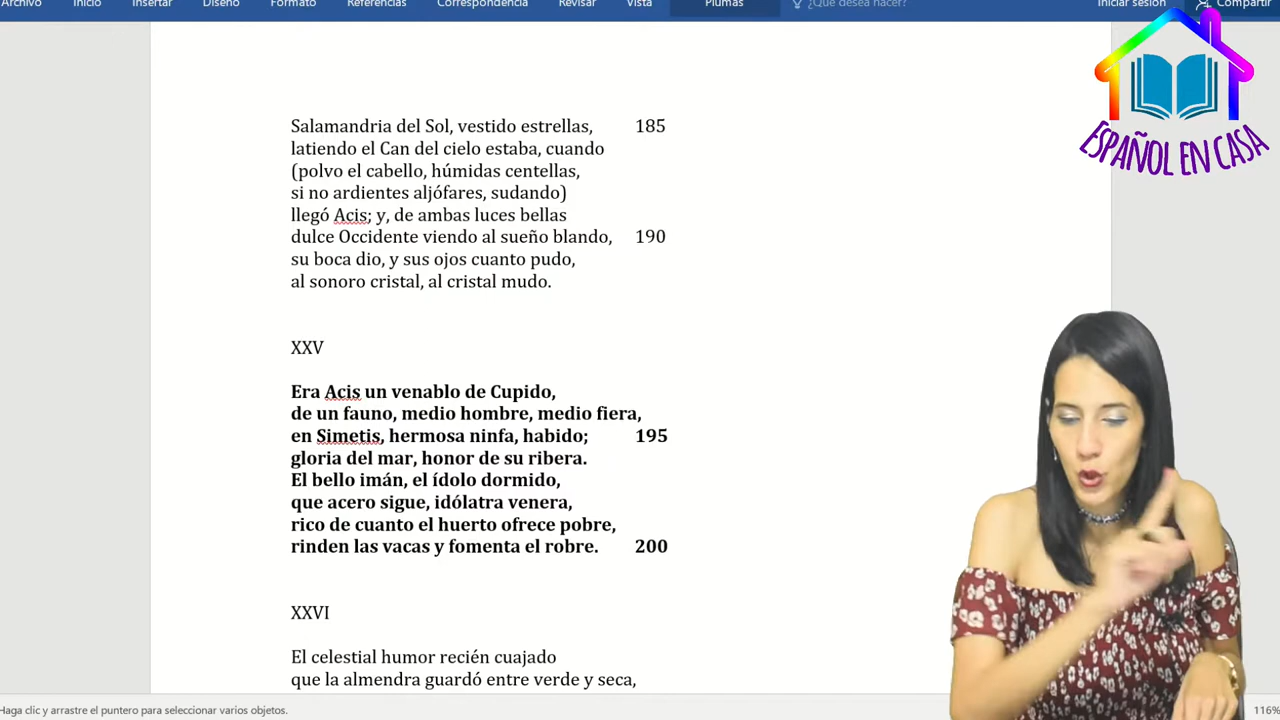 Archivo Inicio Insertar Diseño Formato Referencias Correspondencia Revisar Vista Plumas ¿Qué desea hacer? Iniciar sesión Compartir
ESPAÑOL EN CASA
Salamandria del Sol, vestido estrellas, 185
latiendo el Can del cielo estaba, cuando
(polvo el cabello, húmidas centellas,
si no ardientes aljófares, sudando)
llegó Acis; y, de ambas luces bellas
dulce Occidente viendo al sueño blando, 190
su boca dio, y sus ojos cuanto pudo,
al sonoro cristal, al cristal mudo.
XXV
Era Acis un venablo de Cupido,
de un fauno, medio hombre, medio fiera,
en Simetis, hermosa ninfa, habido; 195
gloria del mar, honor de su ribera.
El bello imán, el ídolo dormido,
que acero sigue, idólatra venera,
rico de cuanto el huerto ofrece pobre,
rinden las vacas y fomenta el robre. 200
XXVI
El celestial humor recién cuajado
que la almendra guardó entre verde y seca,
Haga clic y arrastre el puntero para seleccionar varios objetos. 116%